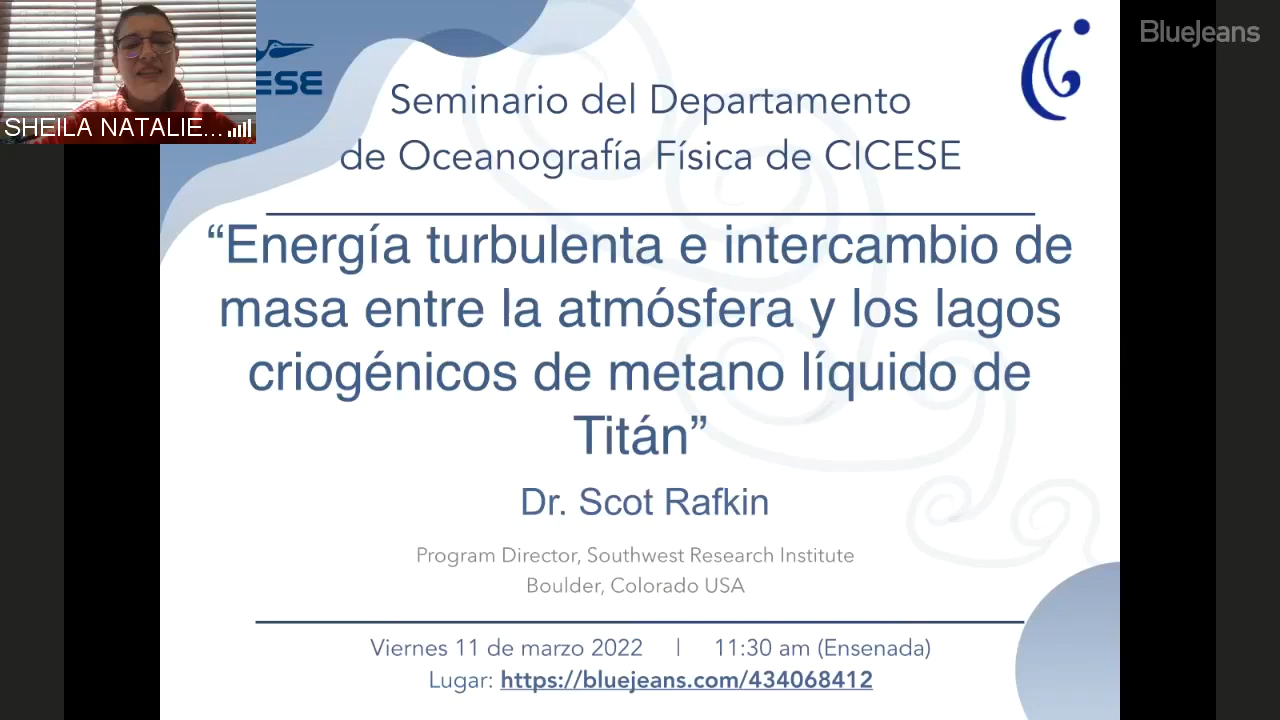 BlueJeans
ESE
SHEILA NATALIE...
Seminario del Departamento
de Oceanografía Física de CICESE
“Energía turbulenta e intercambio de
masa entre la atmósfera y los lagos
criogénicos de metano líquido de
Titán”
Dr. Scot Rafkin
Program Director, Southwest Research Institute
Boulder, Colorado USA
Viernes 11 de marzo 2022 | 11:30 am (Ensenada)
Lugar: https://bluejeans.com/434068412